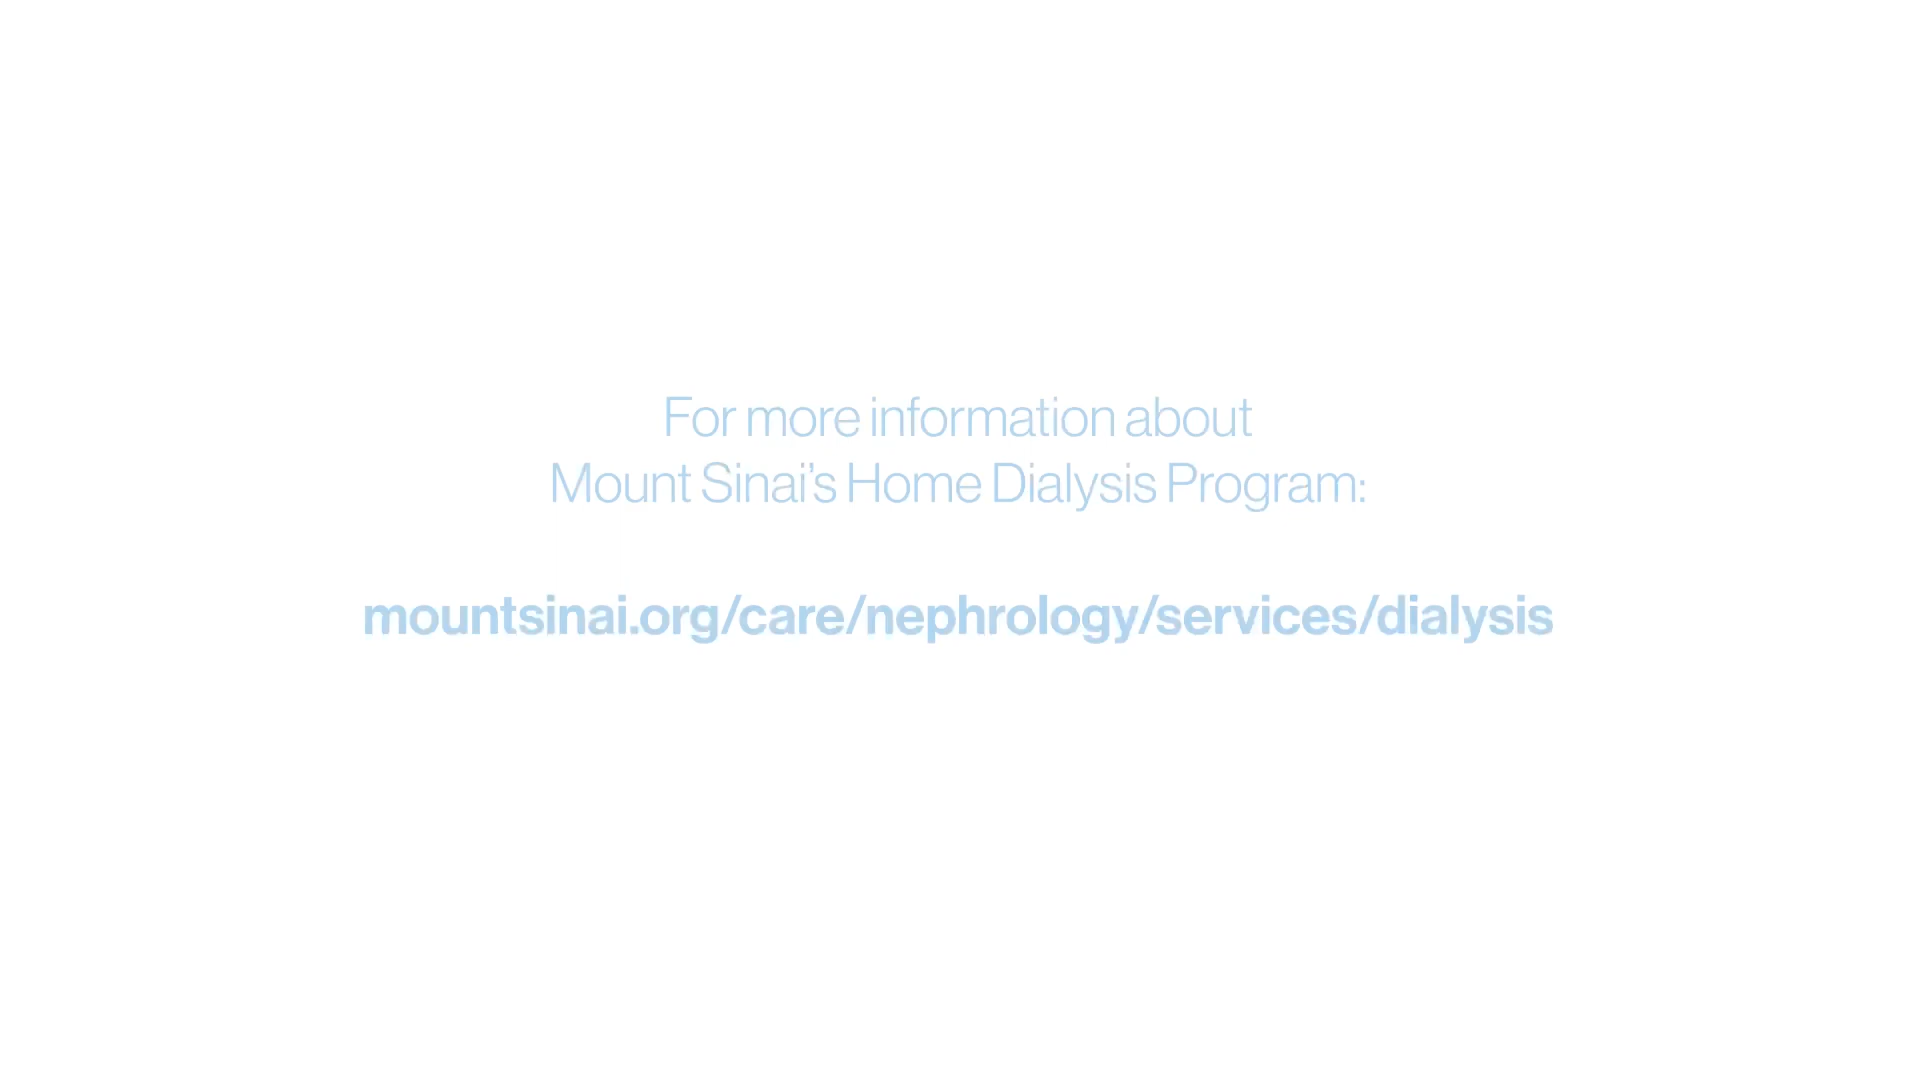 For more information about
Mount Sinai’s Home Dialysis Program:
mountsinai.org/care/nephrology/services/dialysis